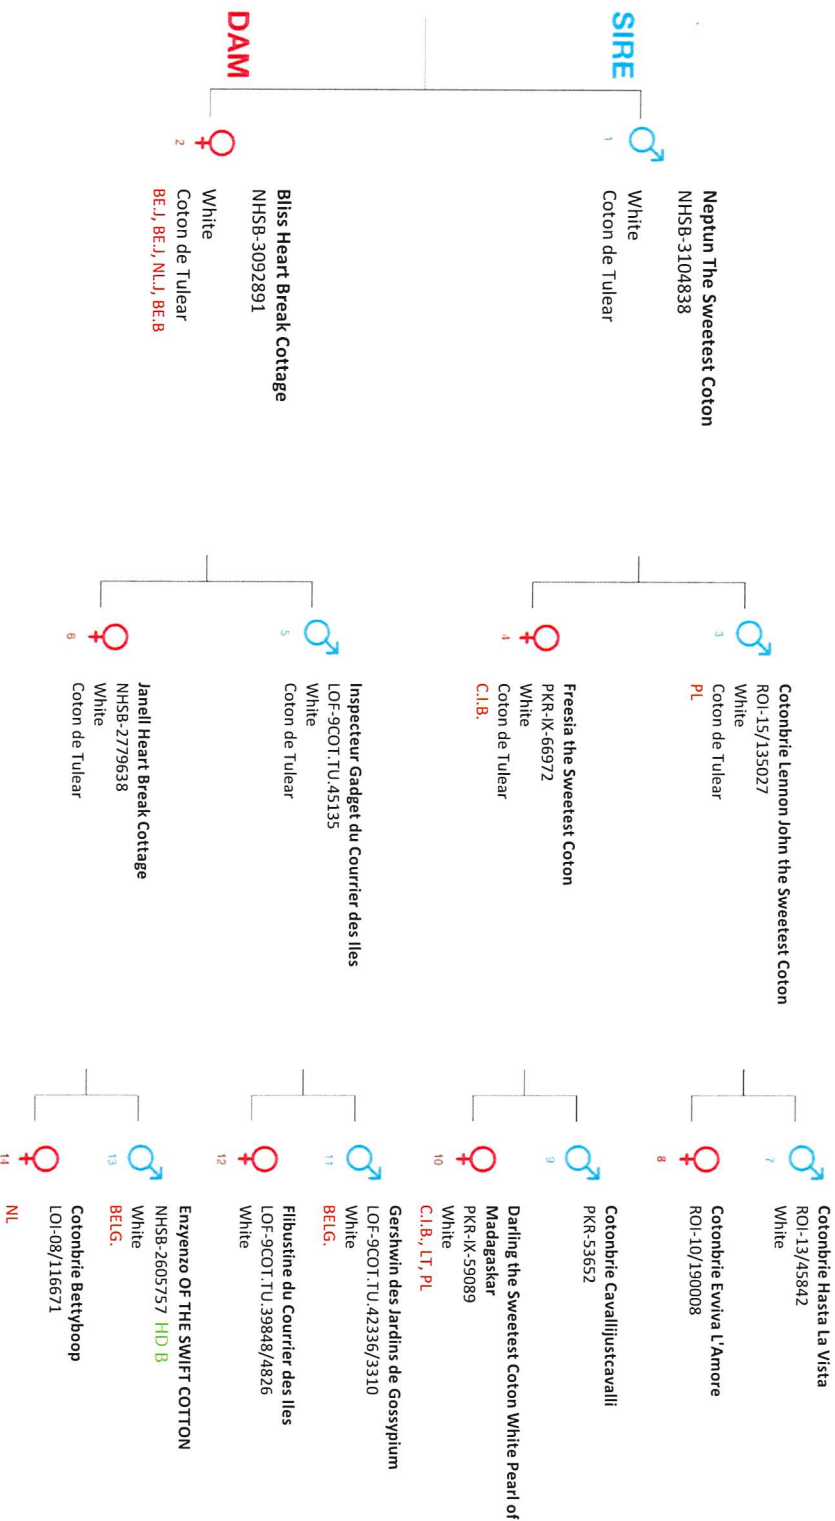 SIRE
1
Neptun The Sweetest Coton
NHSB-3104838
White
Coton de Tulear
DAM
2
Bliss Heart Break Cottage
NHSB-3092891
White
Coton de Tulear
BE.J, BE.J, NL.J, BE.B
3
Cotonbrie Lennon John the Sweetest Coton
ROI-15/135027
White
Coton de Tulear
PL
4
Freesia the Sweetest Coton
PKR-IX-66972
White
Coton de Tulear
C.I.B.
5
Inspecteur Gadget du Courrier des Iles
LOF-9COT.TU.45135
White
Coton de Tulear
6
Janell Heart Break Cottage
NHSB-2779638
White
Coton de Tulear
7
Cotonbrie Hasta La Vista
ROI-13/45842
White
8
Cotonbrie Evviva L'Amore
ROI-10/190008
9
Cotonbrie Cavallijustcavalli
PKR-53652
10
Darling the Sweetest Coton White Pearl of
Madagaskar
PKR-IX-59089
White
C.I.B., LT, PL
11
Gershwin des Jardins de Gossypium
LOF-9COT.TU.42336/3310
White
BELG.
12
Flibustine du Courrier des Iles
LOF-9COT.TU.39848/4826
White
13
Enzyenzo OF THE SWIFT COTTON
NHSB-2605757 HD B
White
BELG.
14
Cotonbrie Bettyboop
LOI-08/116671
NL